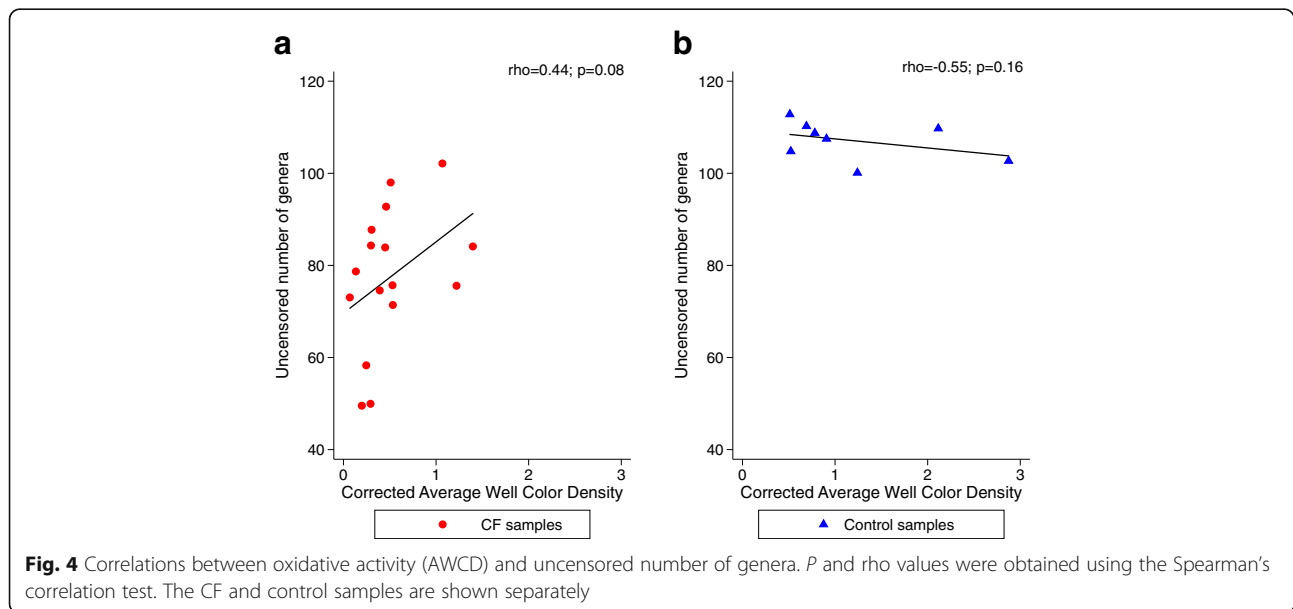 a
rho=0.44; p=0.08
120
100
80
60
40
Uncensored number of genera
0 1 2 3
Corrected Average Well Color Density
CF samples
b
rho=-0.55; p=0.16
120
100
80
60
40
Uncensored number of genera
0 1 2 3
Corrected Average Well Color Density
Control samples
Fig. 4 Correlations between oxidative activity (AWCD) and uncensored number of genera. P and rho values were obtained using the Spearman's
correlation test. The CF and control samples are shown separately